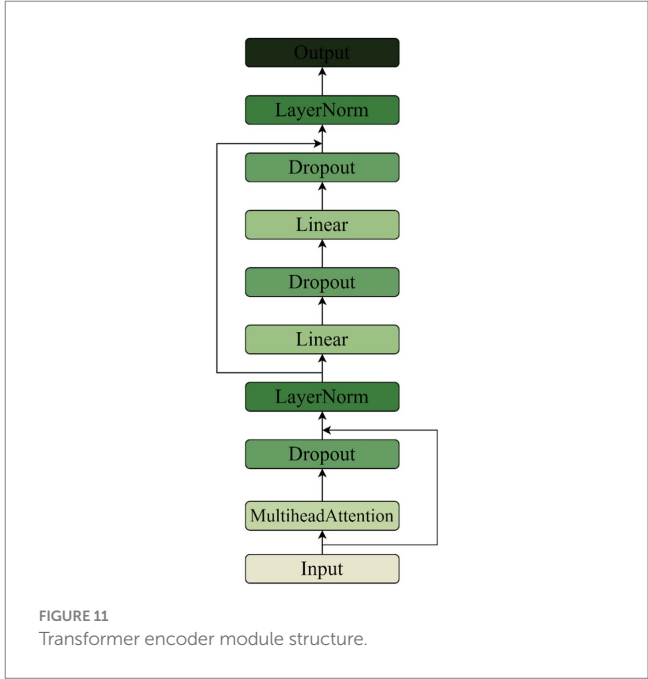 Output
LayerNorm
Dropout
Linear
Dropout
Linear
LayerNorm
Dropout
MultiheadAttention
Input
FIGURE 11
Transformer encoder module structure.